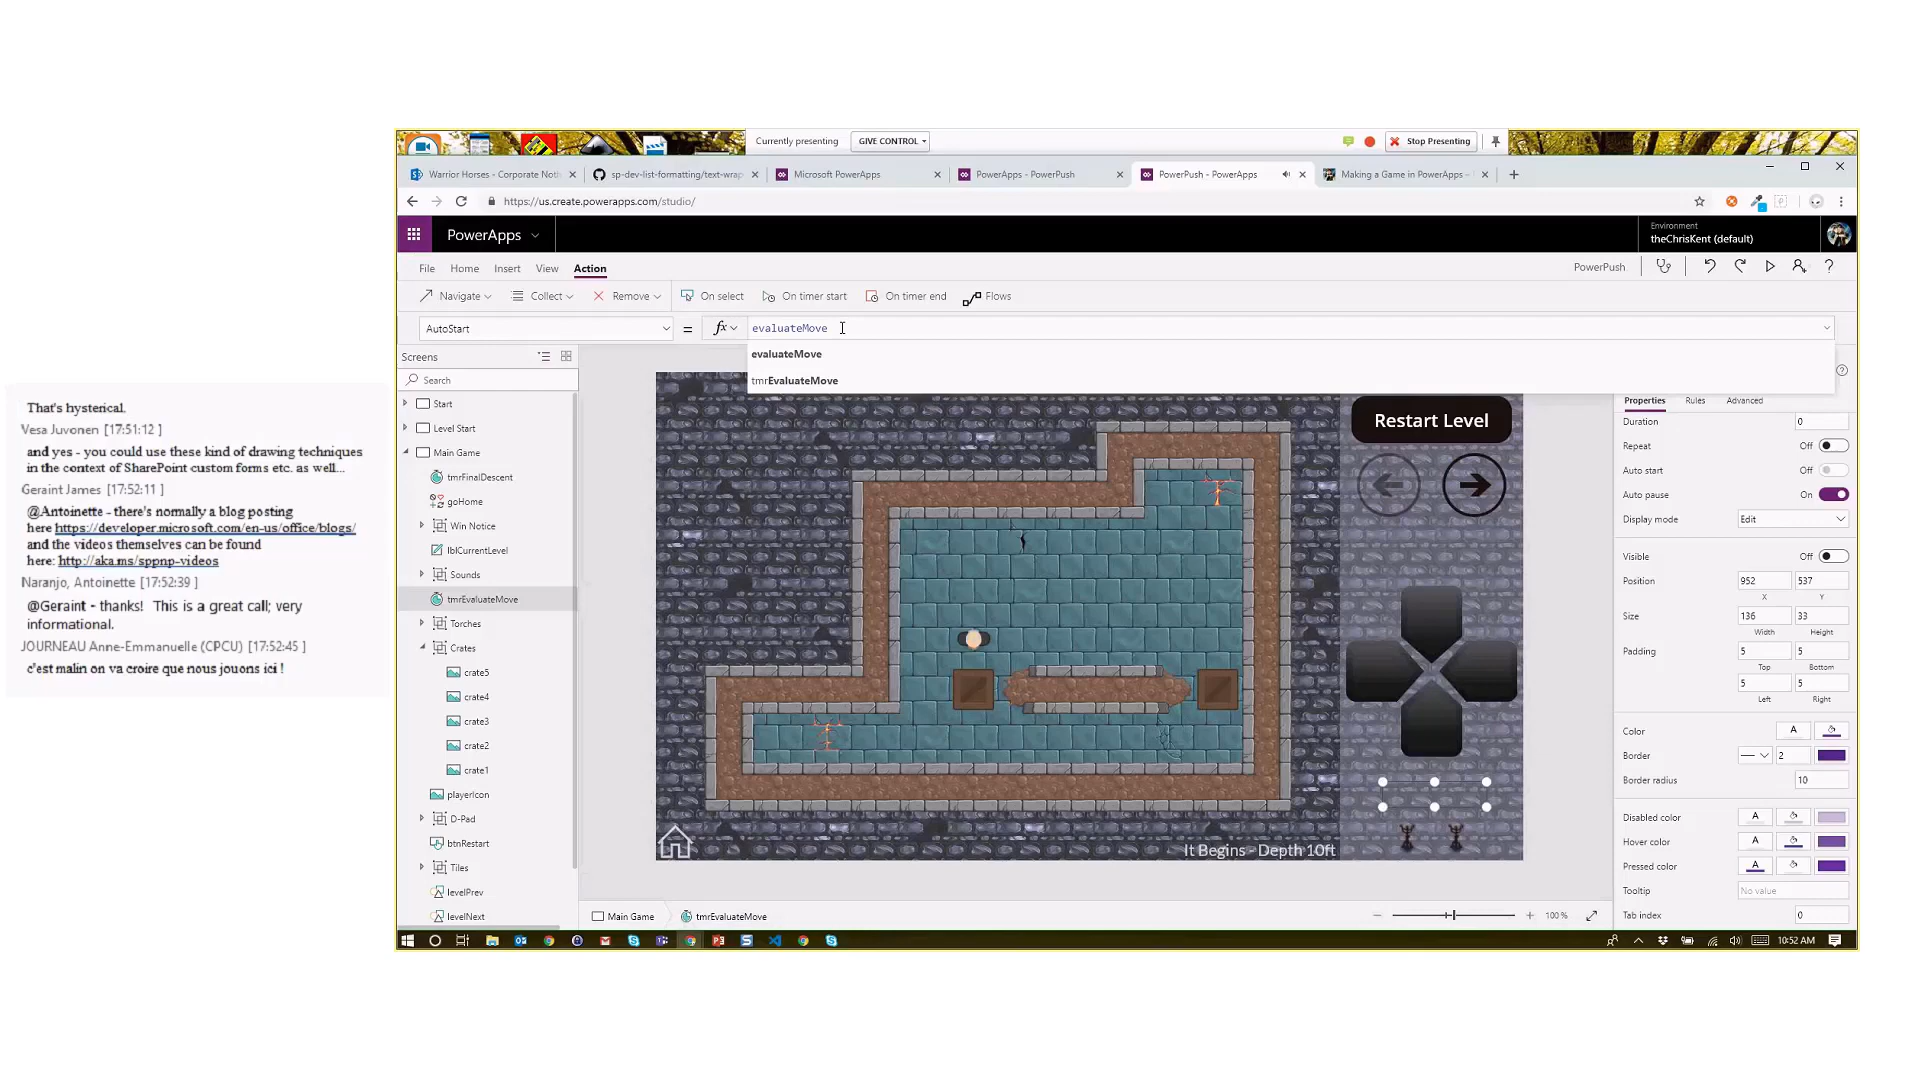 Currently presenting
GIVE CONTROL
Stop Presenting
Warrior Horses - Corporate Noti
sp-dev-list-formatting/text-wrap
Microsoft PowerApps
PowerApps - PowerPush
PowerPush - PowerApps
Making a Game in PowerApps -
https://us.create.powerapps.com/studio/
PowerApps
Environment
theChrisKent (default)
File
Home
Insert
View
Action
PowerPush
Navigate
Collect
Remove
On select
On timer start
On timer end
Flows
AutoStart
=
fx
evaluateMove
evaluateMove
tmrEvaluateMove
Screens
Search
Start
Level Start
Main Game
tmrFinalDescent
goHome
Win Notice
lblCurrentLevel
Sounds
tmrEvaluateMove
Torches
Crates
crate5
crate4
crate3
crate2
crate1
playerIcon
D-Pad
btnRestart
Tiles
levelPrev
levelNext
That's hysterical.
Vesa Juvonen [17:51:12 ]
and yes - you could use these kind of drawing techniques
in the context of SharePoint custom forms etc. as well...
Geraint James [17:52:11 ]
@Antoinette - there's normally a blog posting
here https://developer.microsoft.com/en-us/office/blogs/
and the videos themselves can be found
here: http://aka.ms/sppnp-videos
Naranjo, Antoinette [17:52:39 ]
@Geraint - thanks! This is a great call; very
informational.
JOURNEAU Anne-Emmanuelle (CPCU) [17:52:45 ]
c'est malin on va croire que nous jouons ici !
Restart Level
It Begins - Depth 10ft
Properties
Rules
Advanced
Duration
0
Repeat
Off
Auto start
Off
Auto pause
On
Display mode
Edit
Visible
Off
Position
952
537
X
Y
Size
136
33
Width
Height
Padding
5
5
Top
Bottom
5
5
Left
Right
Color
A
Border
2
Border radius
10
Disabled color
A
Hover color
A
Pressed color
A
Tooltip
No value
Tab index
0
Main Game
tmrEvaluateMove
100 %
10:52 AM